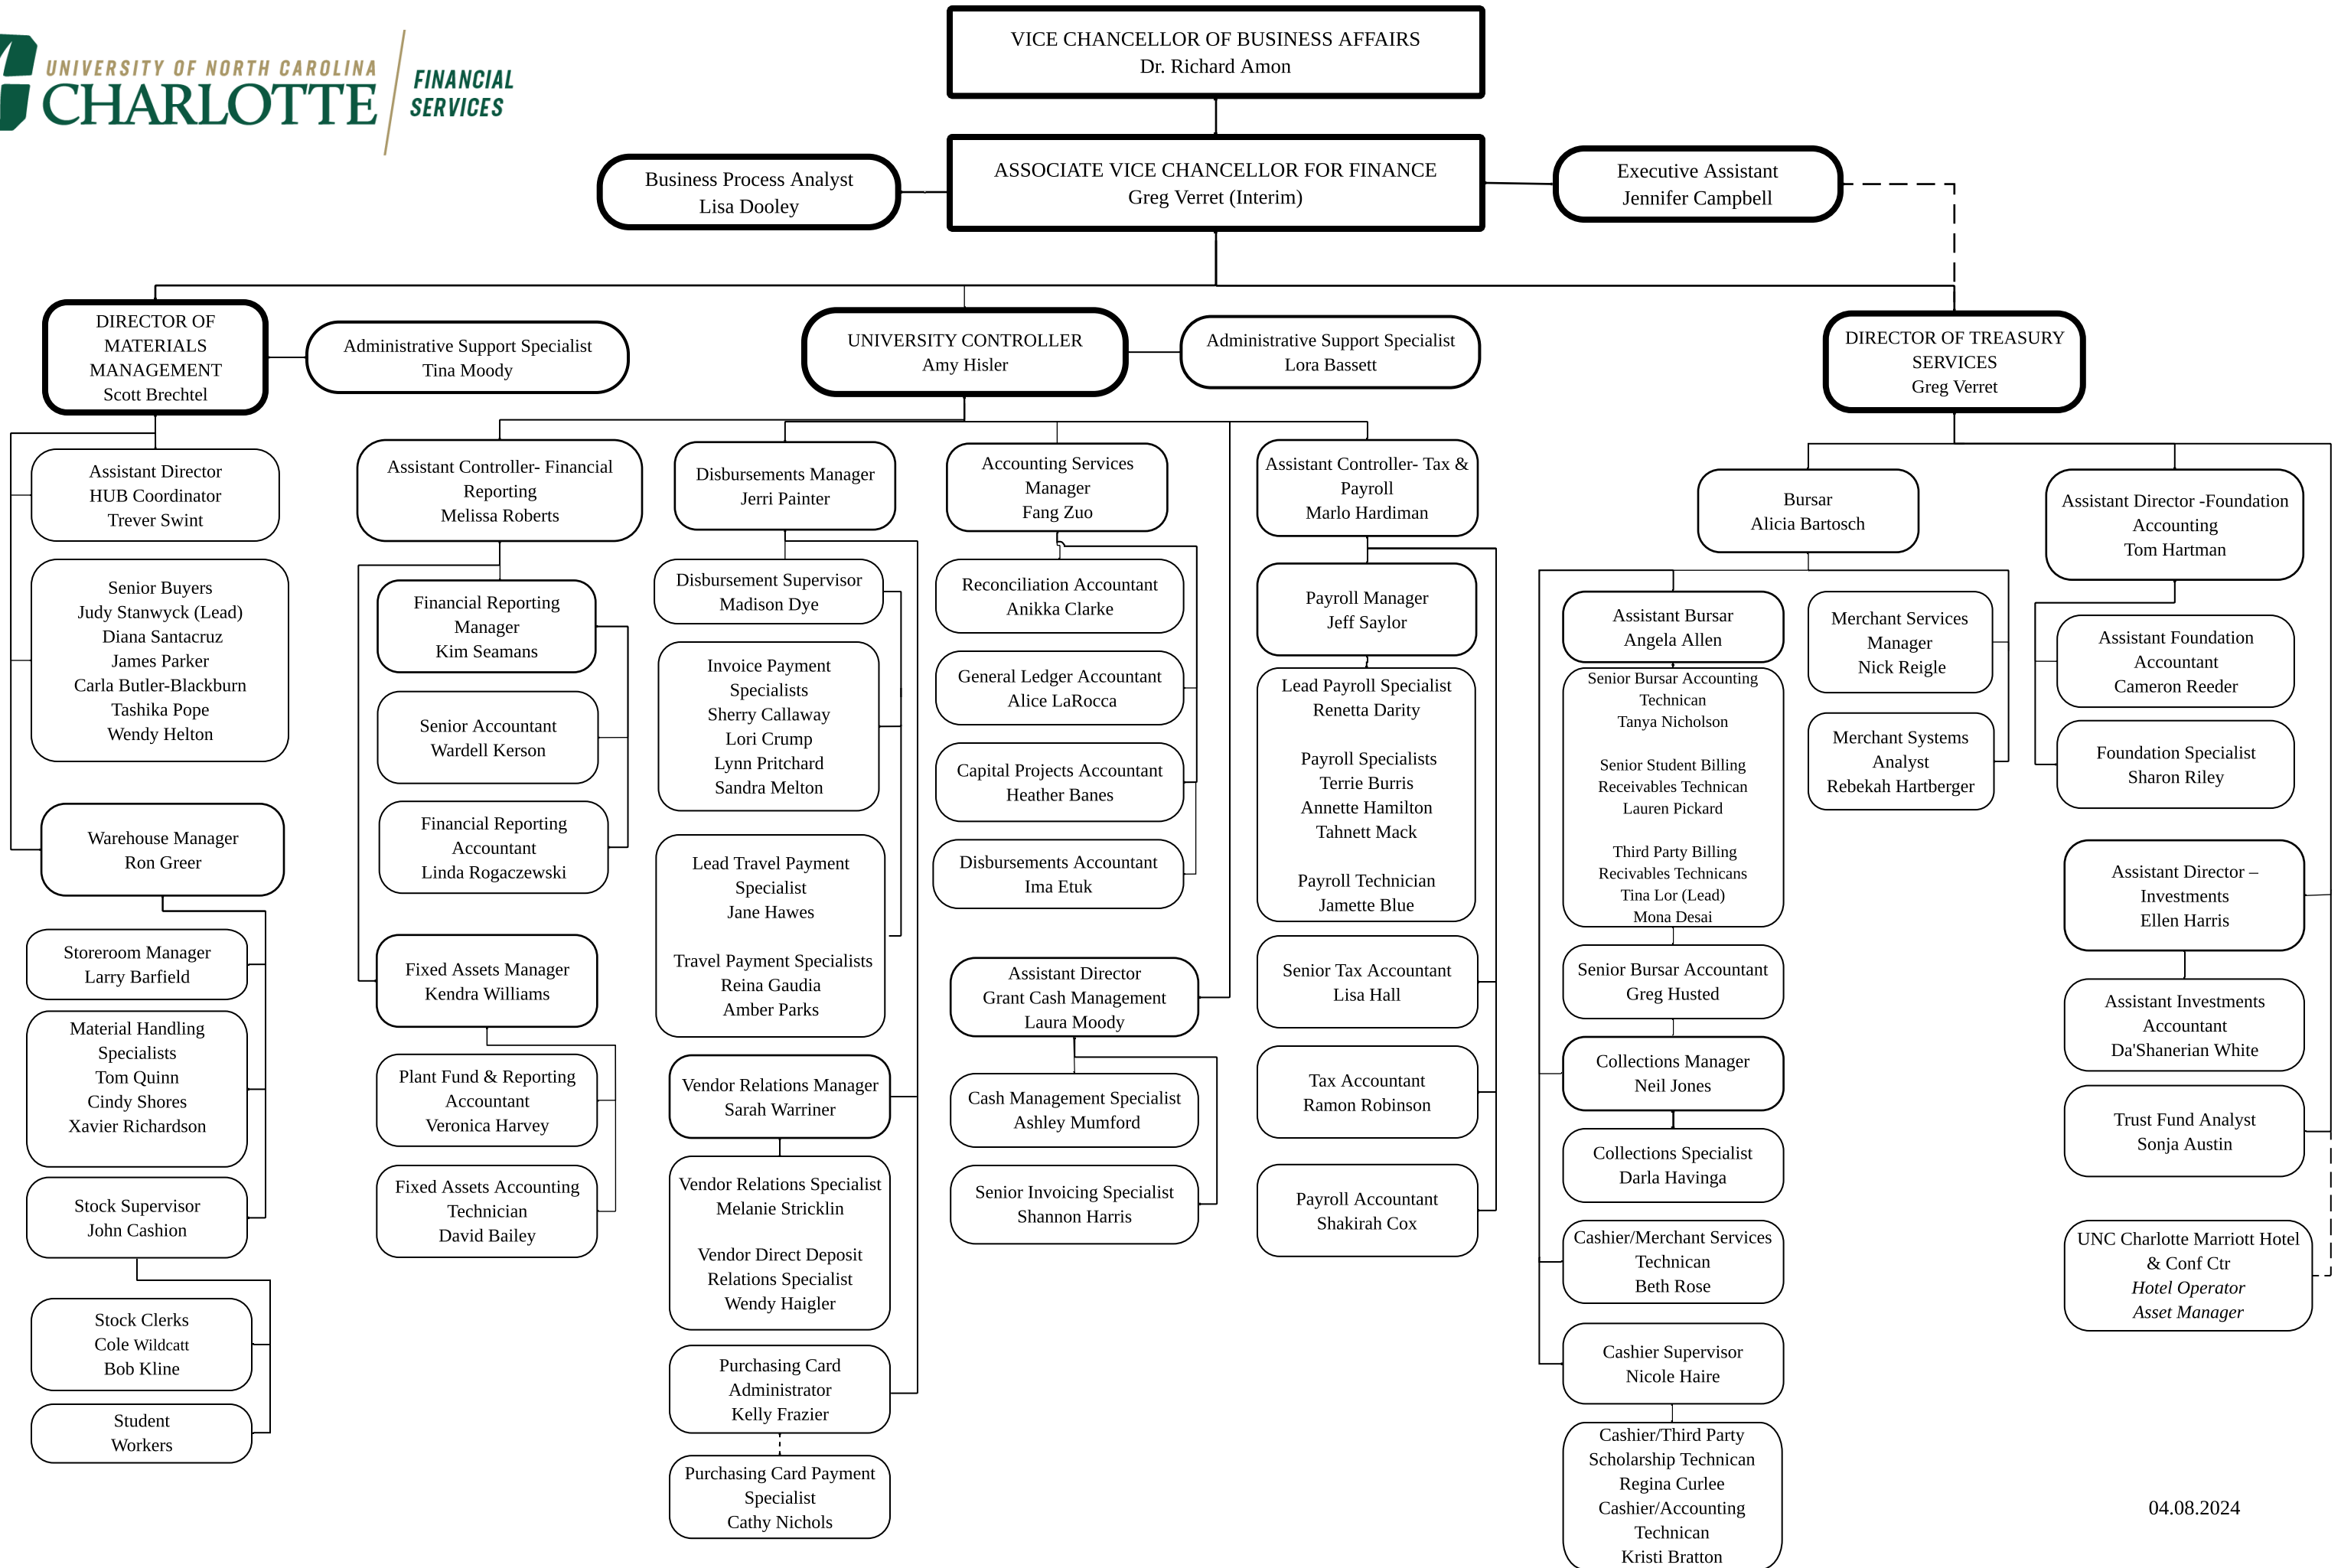 UNIVERSITY OF NORTH CAROLINA
CHARLOTTE
FINANCIAL
SERVICES
VICE CHANCELLOR OF BUSINESS AFFAIRS
Dr. Richard Amon
Business Process Analyst
Lisa Dooley
ASSOCIATE VICE CHANCELLOR FOR FINANCE
Greg Verret (Interim)
Executive Assistant
Jennifer Campbell
DIRECTOR OF
MATERIALS
MANAGEMENT
Scott Brechtel
Administrative Support Specialist
Tina Moody
UNIVERSITY CONTROLLER
Amy Hisler
Administrative Support Specialist
Lora Bassett
DIRECTOR OF TREASURY
SERVICES
Greg Verret
Assistant Director
HUB Coordinator
Trever Swint
Senior Buyers
Judy Stanwyck (Lead)
Diana Santacruz
James Parker
Carla Butler-Blackburn
Tashika Pope
Wendy Helton
Warehouse Manager
Ron Greer
Storeroom Manager
Larry Barfield
Material Handling
Specialists
Tom Quinn
Cindy Shores
Xavier Richardson
Stock Supervisor
John Cashion
Stock Clerks
Cole Wildcatt
Bob Kline
Student
Workers
Assistant Controller- Financial
Reporting
Melissa Roberts
Financial Reporting
Manager
Kim Seamans
Senior Accountant
Wardell Kerson
Financial Reporting
Accountant
Linda Rogaczewski
Fixed Assets Manager
Kendra Williams
Plant Fund & Reporting
Accountant
Veronica Harvey
Fixed Assets Accounting
Technician
David Bailey
Disbursements Manager
Jerri Painter
Disbursement Supervisor
Madison Dye
Invoice Payment
Specialists
Sherry Callaway
Lori Crump
Lynn Pritchard
Sandra Melton
Lead Travel Payment
Specialist
Jane Hawes
Travel Payment Specialists
Reina Gaudia
Amber Parks
Vendor Relations Manager
Sarah Warriner
Vendor Relations Specialist
Melanie Stricklin
Vendor Direct Deposit
Relations Specialist
Wendy Haigler
Purchasing Card
Administrator
Kelly Frazier
Purchasing Card Payment
Specialist
Cathy Nichols
Accounting Services
Manager
Fang Zuo
Reconciliation Accountant
Anikka Clarke
General Ledger Accountant
Alice LaRocca
Capital Projects Accountant
Heather Banes
Disbursements Accountant
Ima Etuk
Assistant Director
Grant Cash Management
Laura Moody
Cash Management Specialist
Ashley Mumford
Senior Invoicing Specialist
Shannon Harris
Assistant Controller- Tax &
Payroll
Marlo Hardiman
Payroll Manager
Jeff Saylor
Lead Payroll Specialist
Renetta Darity
Payroll Specialists
Terrie Burris
Annette Hamilton
Tahnett Mack
Payroll Technician
Jamette Blue
Senior Tax Accountant
Lisa Hall
Tax Accountant
Ramon Robinson
Payroll Accountant
Shakirah Cox
Bursar
Alicia Bartosch
Assistant Bursar
Angela Allen
Senior Bursar Accounting
Technican
Tanya Nicholson
Senior Student Billing
Receivables Technican
Lauren Pickard
Third Party Billing
Recivables Technicans
Tina Lor (Lead)
Mona Desai
Senior Bursar Accountant
Greg Husted
Collections Manager
Neil Jones
Collections Specialist
Darla Havinga
Cashier/Merchant Services
Technican
Beth Rose
Cashier Supervisor
Nicole Haire
Cashier/Third Party
Scholarship Technican
Regina Curlee
Cashier/Accounting
Technican
Kristi Bratton
Merchant Services
Manager
Nick Reigle
Merchant Systems
Analyst
Rebekah Hartberger
Assistant Director -Foundation
Accounting
Tom Hartman
Assistant Foundation
Accountant
Cameron Reeder
Foundation Specialist
Sharon Riley
Assistant Director –
Investments
Ellen Harris
Assistant Investments
Accountant
Da'Shanerian White
Trust Fund Analyst
Sonja Austin
UNC Charlotte Marriott Hotel
& Conf Ctr
Hotel Operator
Asset Manager
04.08.2024